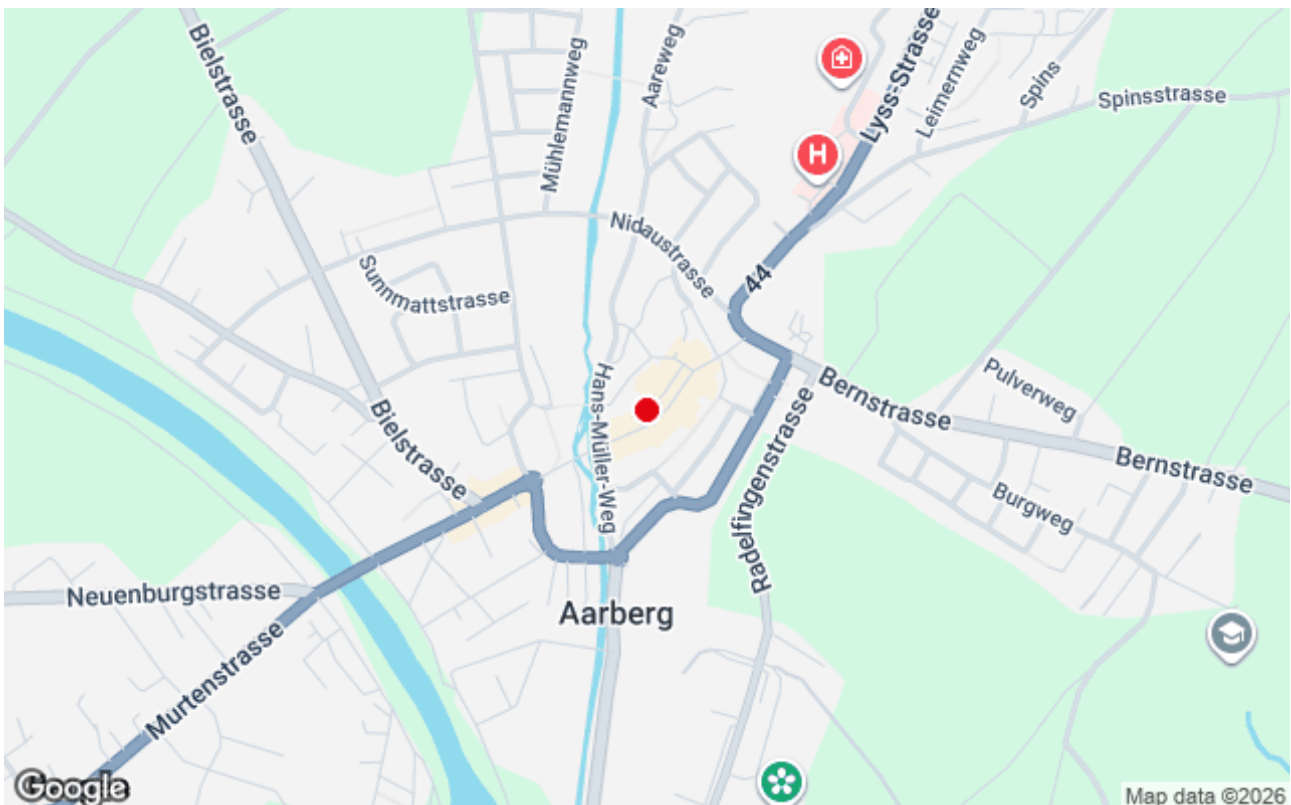 Bielstrasse
Mühlemannweg
Aareweg
Lyss-Strasse
Leimernweg
Spins
Spinsstrasse
H
Nidaustrasse
Sunnmattstrasse
44
Hans-Müller-Weg
Bielstrasse
Bernstrasse
Pulverweg
Bernstrasse
Burgweg
Radelfingenstrasse
Neuenburgstrasse
Aarberg
Murtenstrasse
Google
Map data ©2026